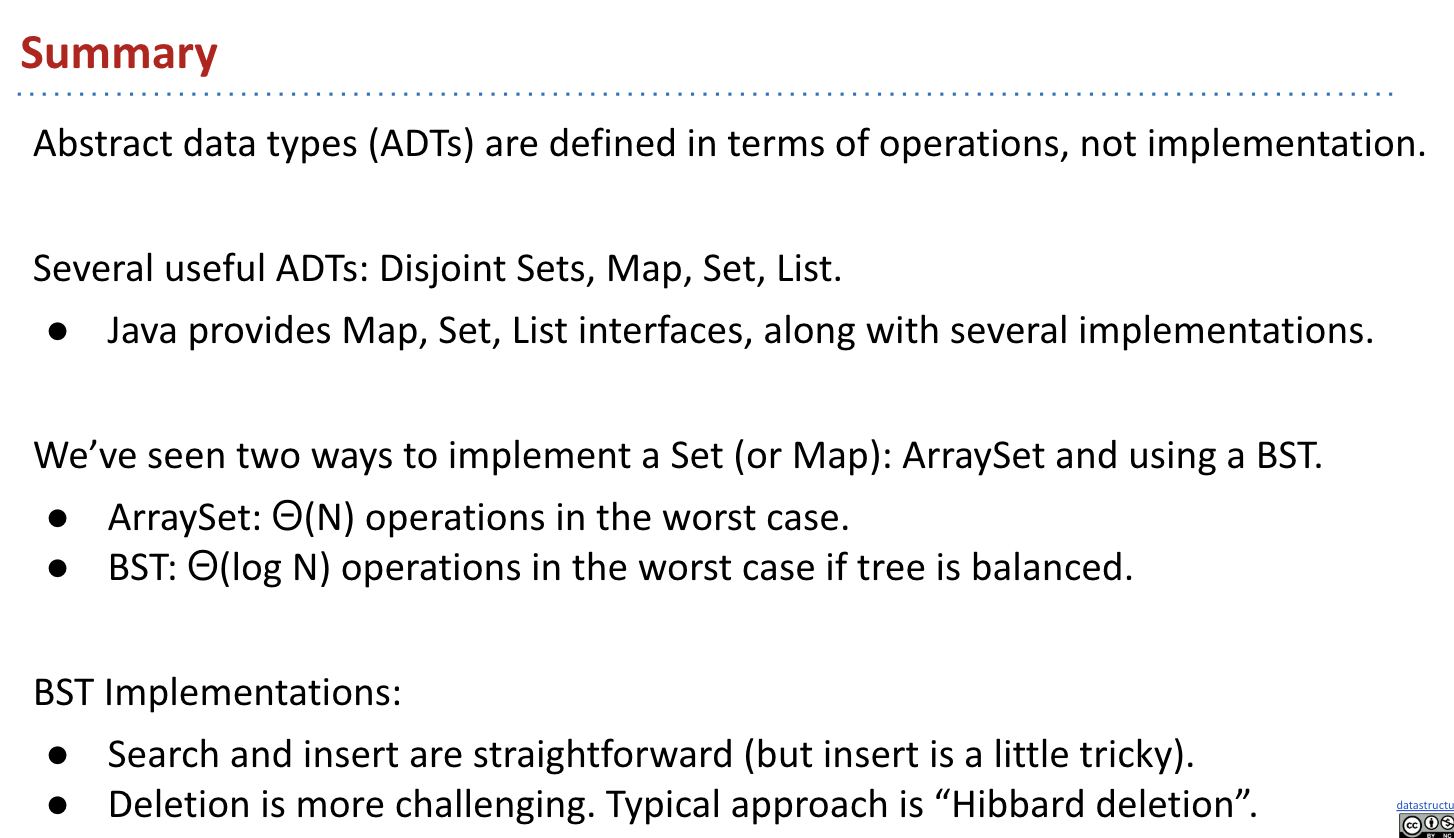 Summary
Abstract data types (ADTs) are defined in terms of operations, not implementation.
Several useful ADTs: Disjoint Sets, Map, Set, List.
● Java provides Map, Set, List interfaces, along with several implementations.
We’ve seen two ways to implement a Set (or Map): ArraySet and using a BST.
● ArraySet: Θ(N) operations in the worst case.
● BST: Θ(log N) operations in the worst case if tree is balanced.
BST Implementations:
● Search and insert are straightforward (but insert is a little tricky).
● Deletion is more challenging. Typical approach is “Hibbard deletion”.
datastructu
cc
BY NC